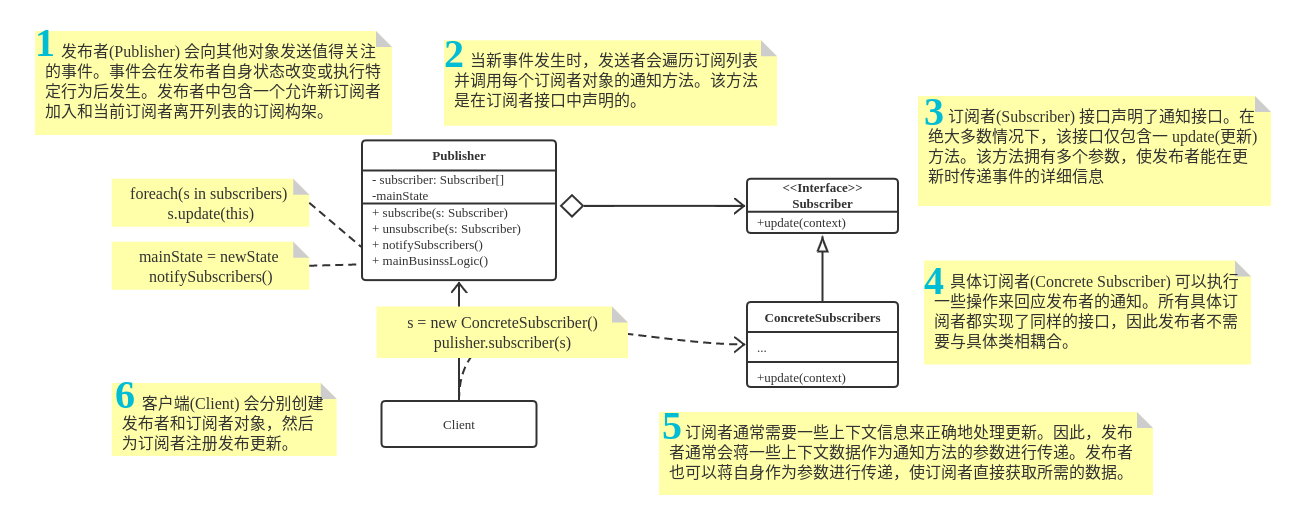 1 发布者(Publisher) 会向其他对象发送值得关注
的事件。事件会在发布者自身状态改变或执行特
定行为后发生。发布者中包含一个允许新订阅者
加入和当前订阅者离开列表的订阅构架。
2 当新事件发生时，发送者会遍历订阅列表
并调用每个订阅者对象的通知方法。该方法
是在订阅者接口中声明的。
3 订阅者(Subscriber) 接口声明了通知接口。在
绝大多数情况下，该接口仅包含一 update(更新)
方法。该方法拥有多个参数，使发布者能在更
新时传递事件的详细信息
Publisher
- subscriber: Subscriber[]
-mainState
+ subscribe(s: Subscriber)
+ unsubscribe(s: Subscriber)
+ notifySubscribers()
+ mainBusinssLogic()
foreach(s in subscribers)
s.update(this)
mainState = newState
notifySubscribers()
<<Interface>>
Subscriber
+update(context)
4 具体订阅者(Concrete Subscriber) 可以执行
一些操作来回应发布者的通知。所有具体订
阅者都实现了同样的接口，因此发布者不需
要与具体类相耦合。
s = new ConcreteSubscriber()
pulisher.subscriber(s)
ConcreteSubscribers
...
+update(context)
6 客户端(Client) 会分别创建
发布者和订阅者对象，然后
为订阅者注册发布更新。
Client
5 订阅者通常需要一些上下文信息来正确地处理更新。因此，发布
者通常会蒋一些上下文数据作为通知方法的参数进行传递。发布者
也可以蒋自身作为参数进行传递，使订阅者直接获取所需的数据。